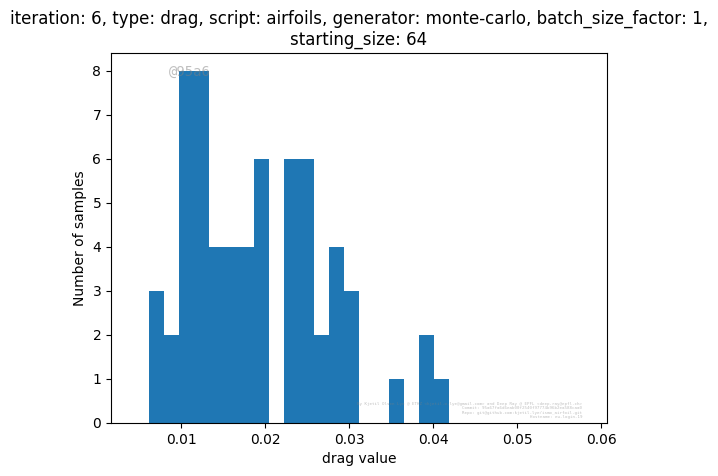 iteration: 6, type: drag, script: airfoils, generator: monte-carlo, batch_size_factor: 1,
starting_size: 64
@95a6
8
7
6
5
4
3
2
1
0
Number of samples
0.01 0.02 0.03 0.04 0.05 0.06
drag value